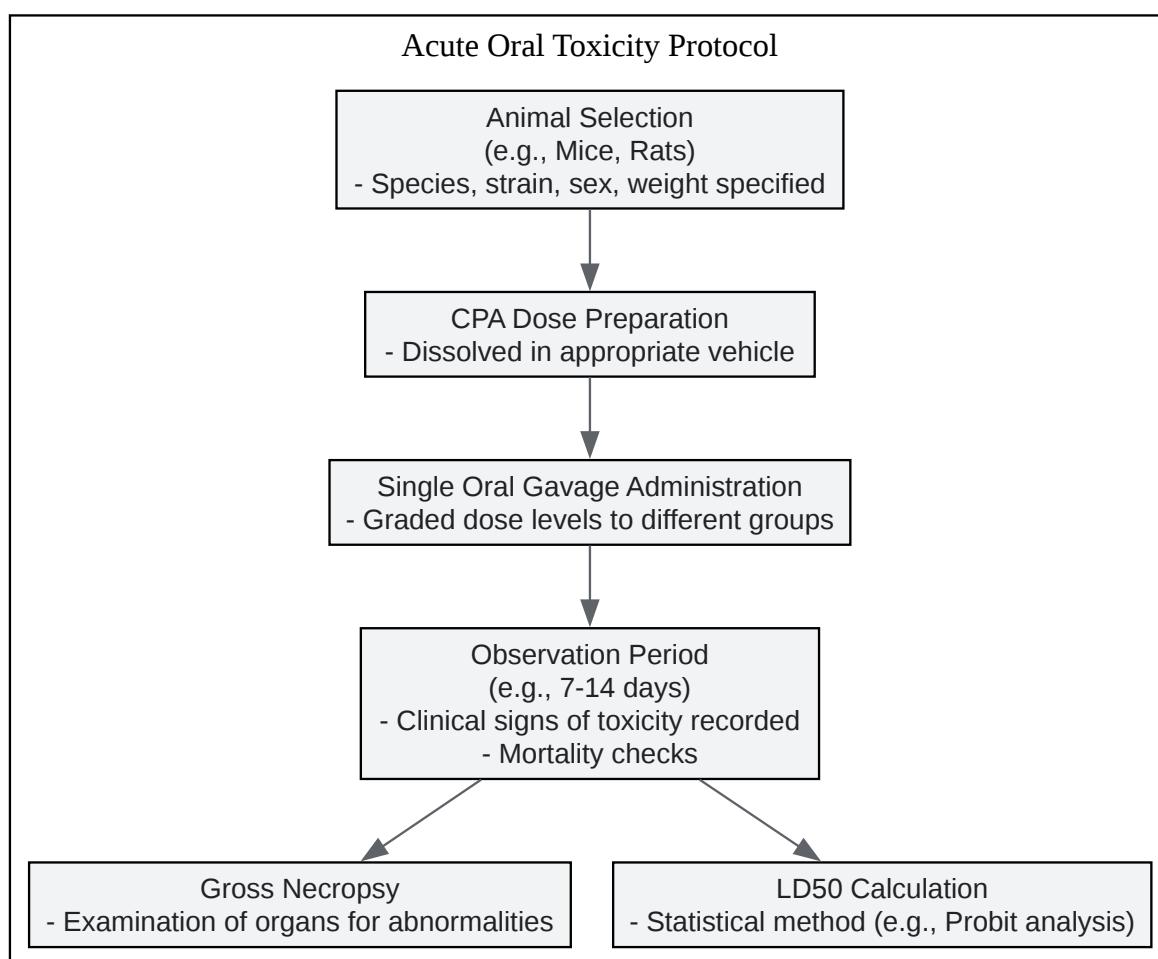 Acute Oral Toxicity Protocol
Animal Selection
(e.g., Mice, Rats)
- Species, strain, sex, weight specified
CPA Dose Preparation
- Dissolved in appropriate vehicle
Single Oral Gavage Administration
- Graded dose levels to different groups
Observation Period
(e.g., 7-14 days)
- Clinical signs of toxicity recorded
- Mortality checks
Gross Necropsy
- Examination of organs for abnormalities
LD50 Calculation
- Statistical method (e.g., Probit analysis)